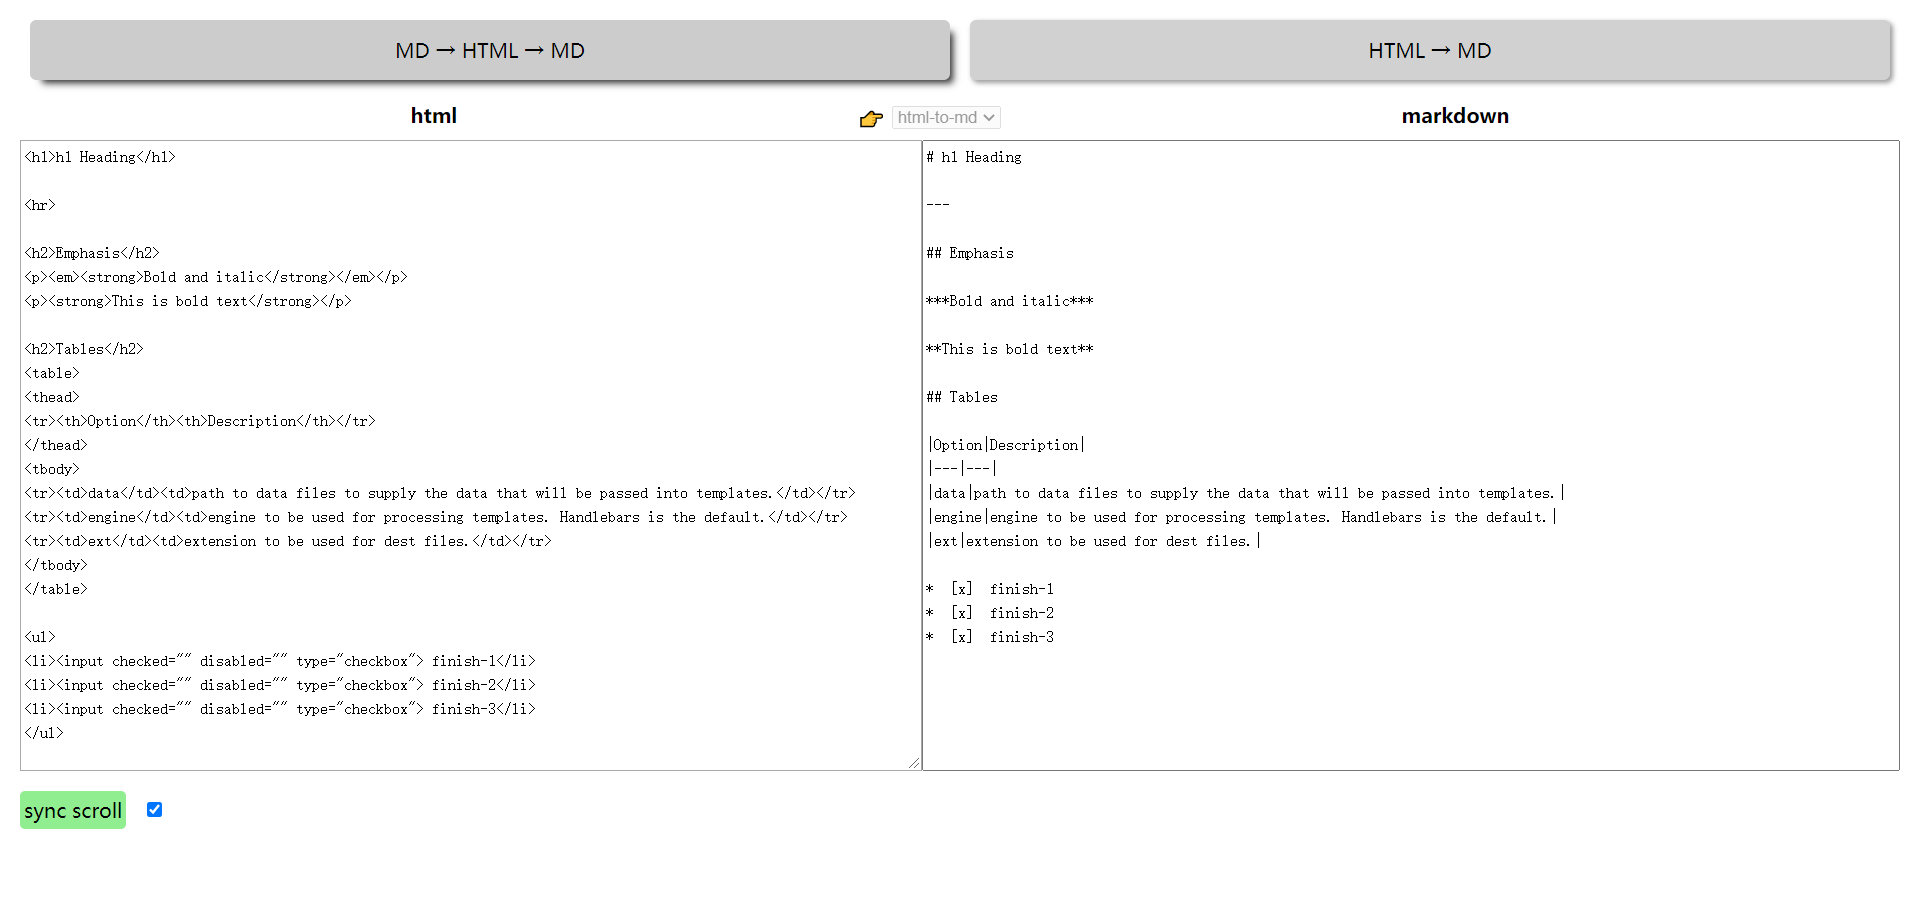 MD → HTML → MD
HTML → MD
html
html-to-md
markdown
<h1>h1 Heading</h1>
<hr>
<h2>Emphasis</h2>
<p><em><strong>Bold and italic</strong></em></p>
<p><strong>This is bold text</strong></p>
<h2>Tables</h2>
<table>
<thead>
<tr><th>Option</th><th>Description</th></tr>
</thead>
<tbody>
<tr><td>data</td><td>path to data files to supply the data that will be passed into templates.</td></tr>
<tr><td>engine</td><td>engine to be used for processing templates. Handlebars is the default.</td></tr>
<tr><td>ext</td><td>extension to be used for dest files.</td></tr>
</tbody>
</table>
<ul>
<li><input checked="" disabled="" type="checkbox"> finish-1</li>
<li><input checked="" disabled="" type="checkbox"> finish-2</li>
<li><input checked="" disabled="" type="checkbox"> finish-3</li>
</ul>
# h1 Heading
---
## Emphasis
***Bold and italic***
**This is bold text**
## Tables
|Option|Description|
|---|---|
|data|path to data files to supply the data that will be passed into templates.|
|engine|engine to be used for processing templates. Handlebars is the default.|
|ext|extension to be used for dest files.|
*  [x]  finish-1
*  [x]  finish-2
*  [x]  finish-3
sync scroll